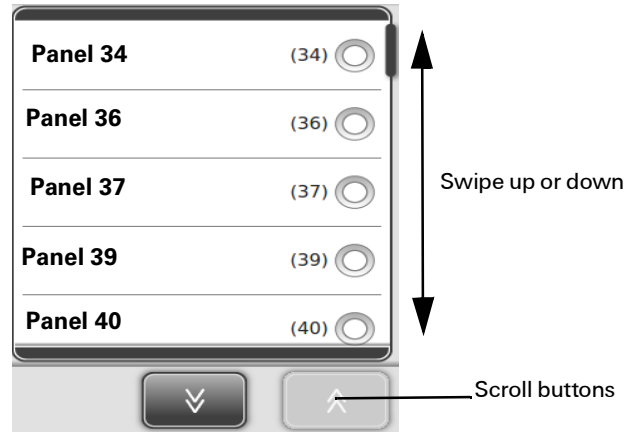 Panel 34 (34)
Panel 36 (36)
Panel 37 (37)
Swipe up or down
Panel 39 (39)
Panel 40 (40)
Scroll buttons